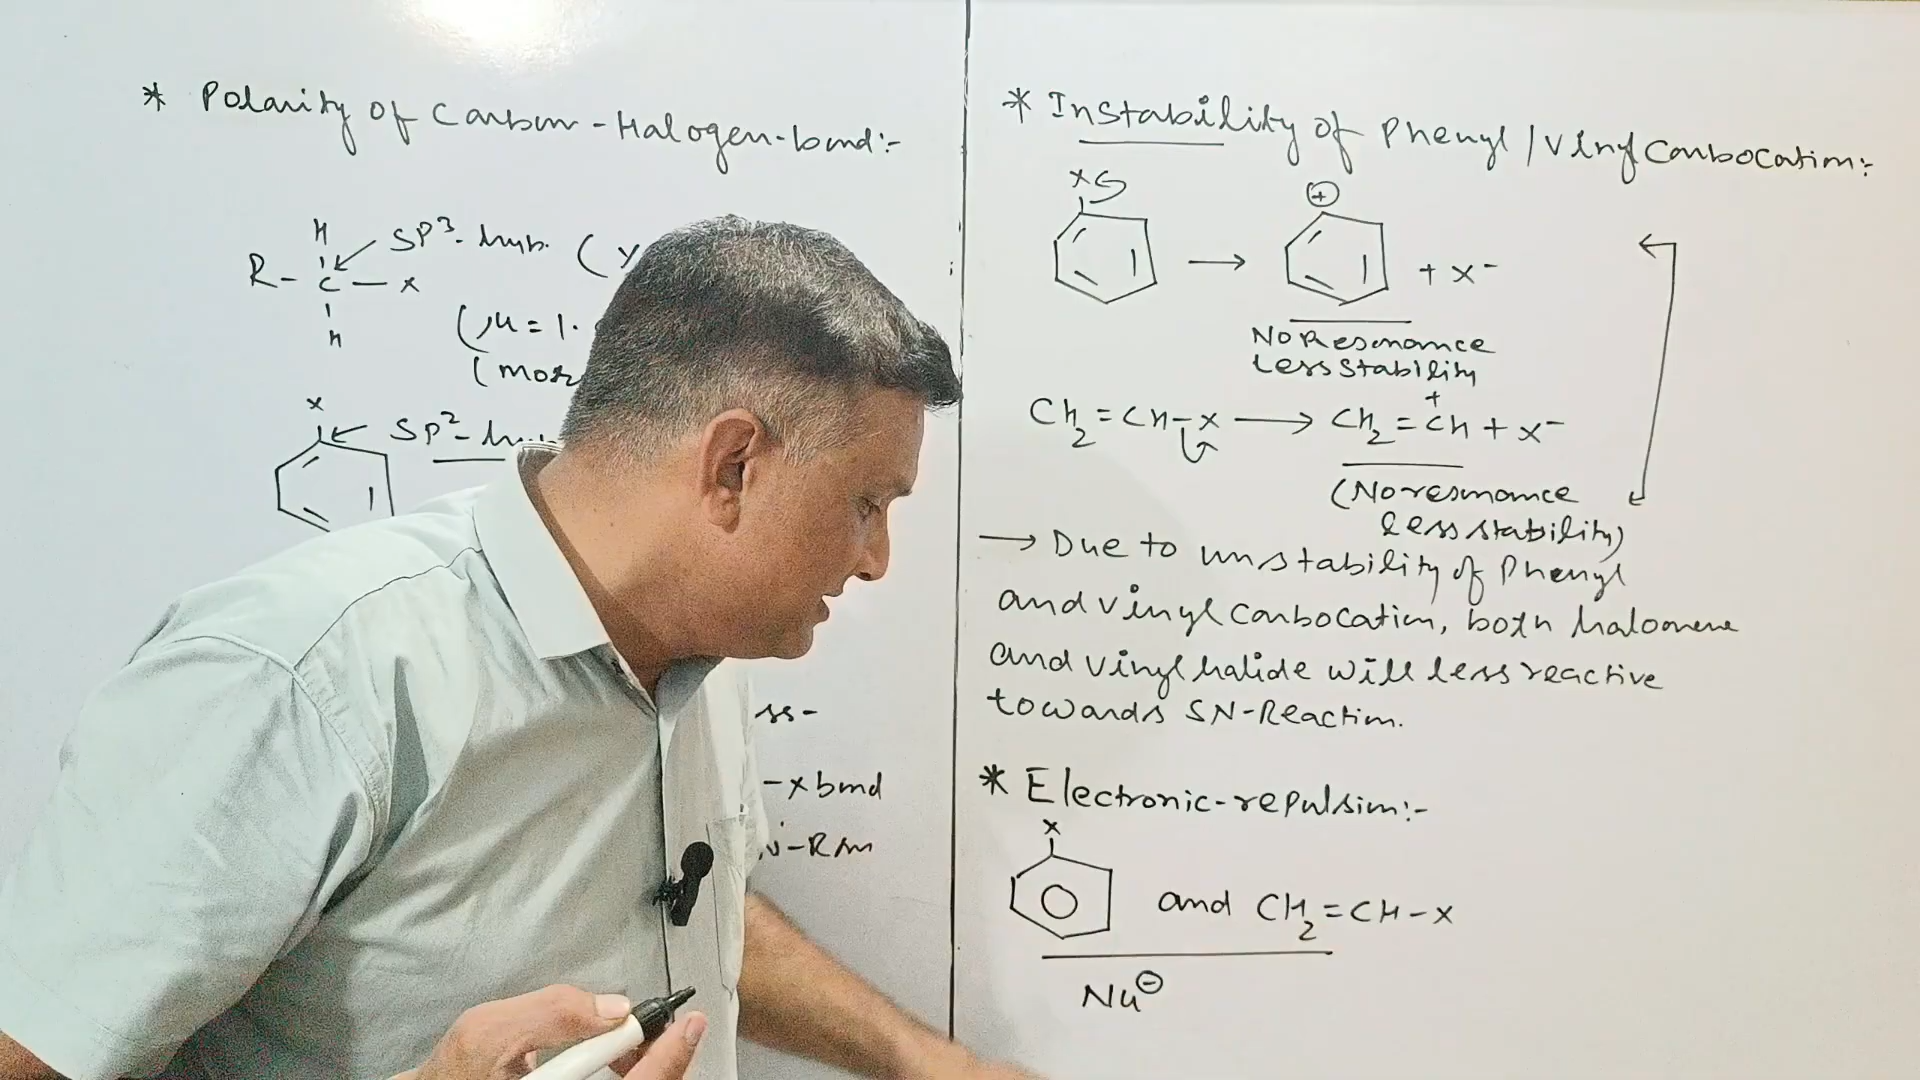 * Polarity of Carbon-Halogen-bond:-
H
SP³-hyb. (
R-C-X
H
(μ=1.
(mor
X
SP²-hy
ss-
-x bond
* Instability of Phenyl/Vinyl Carbocation:-
X
+
→ + X⁻
No Resonance
Less Stability
CH₂=CH-X → CH₂=CH + X⁻
+
(No resonance
less stability)
→ Due to unstability of Phenyl
and vinyl carbocation, both haloarene
and vinyl halide will less reactive
towards SN-Reaction.
* Electronic-repulsion:-
X
and CH₂=CH-X
Nu⊖